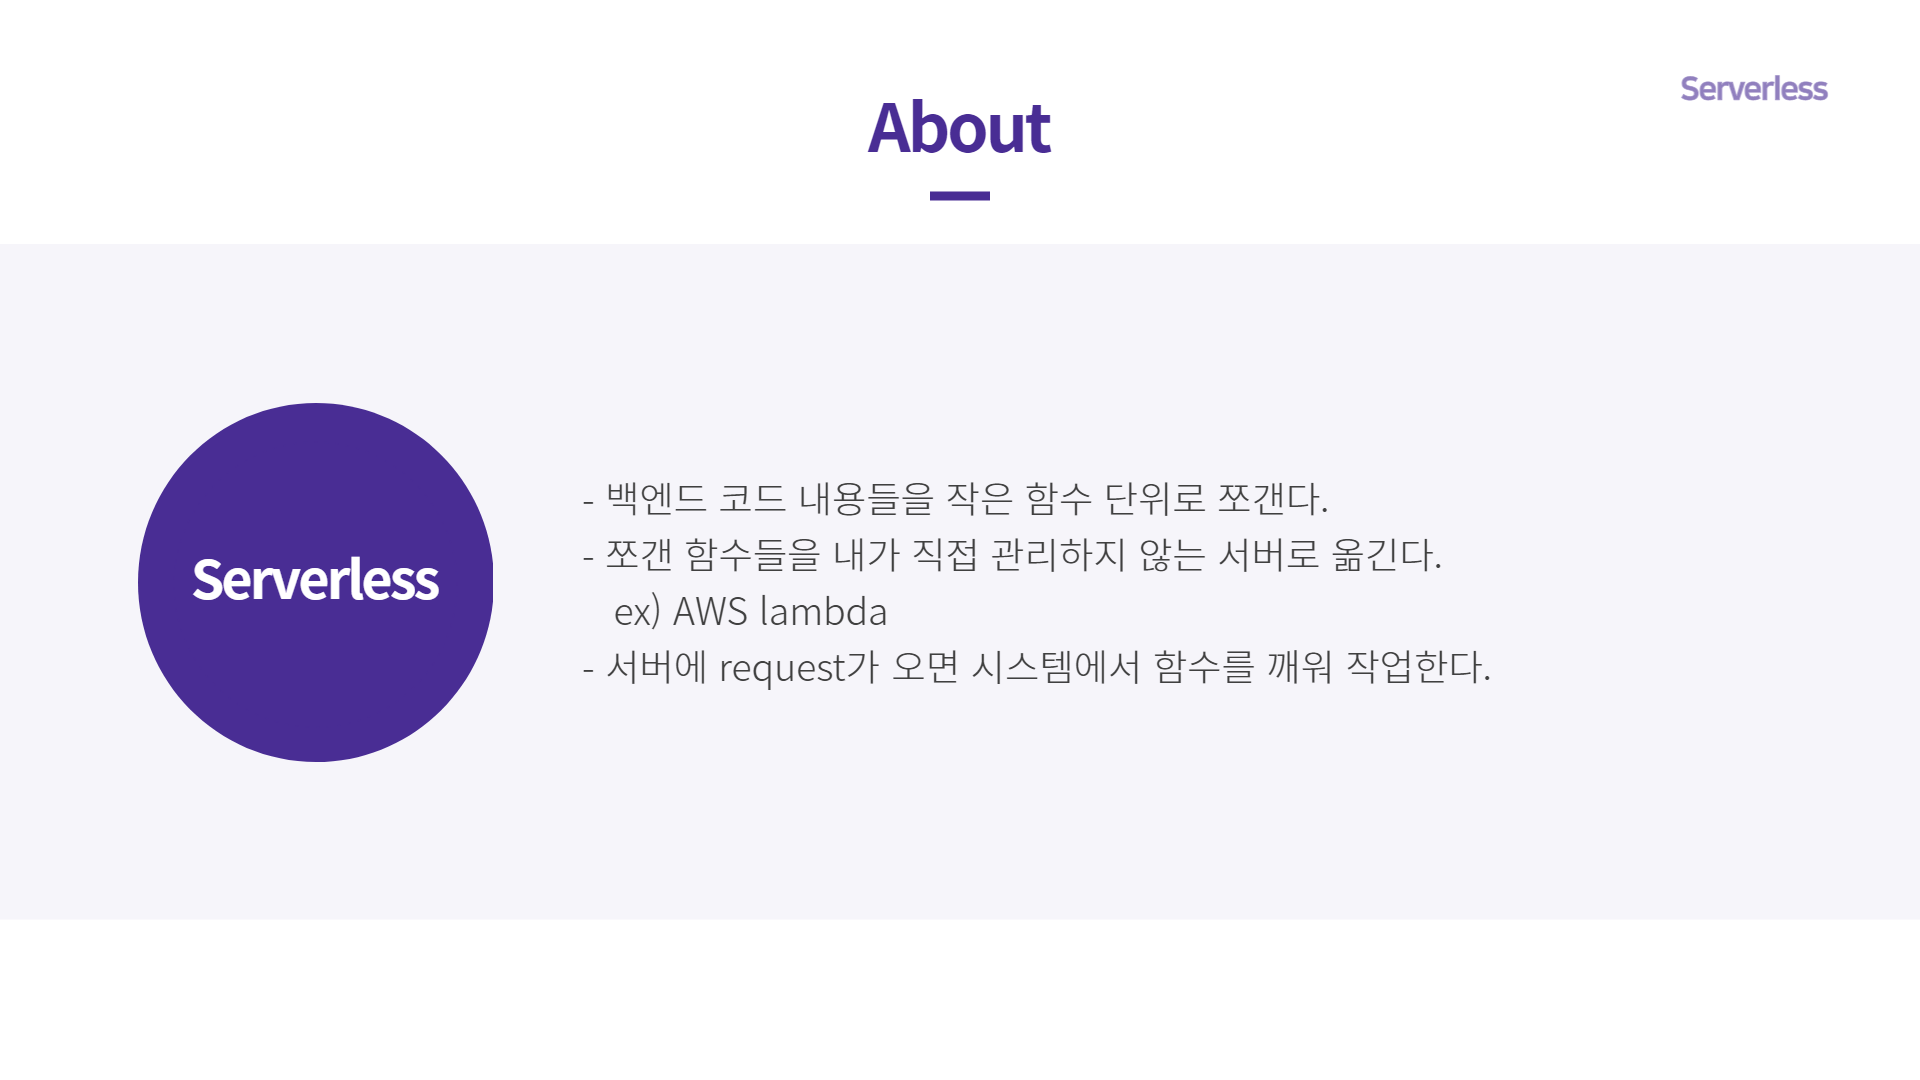 Serverless
About
Serverless
- 백엔드 코드 내용들을 작은 함수 단위로 쪼갠다.
- 쪼갠 함수들을 내가 직접 관리하지 않는 서버로 옮긴다.
ex) AWS lambda
- 서버에 request가 오면 시스템에서 함수를 깨워 작업한다.